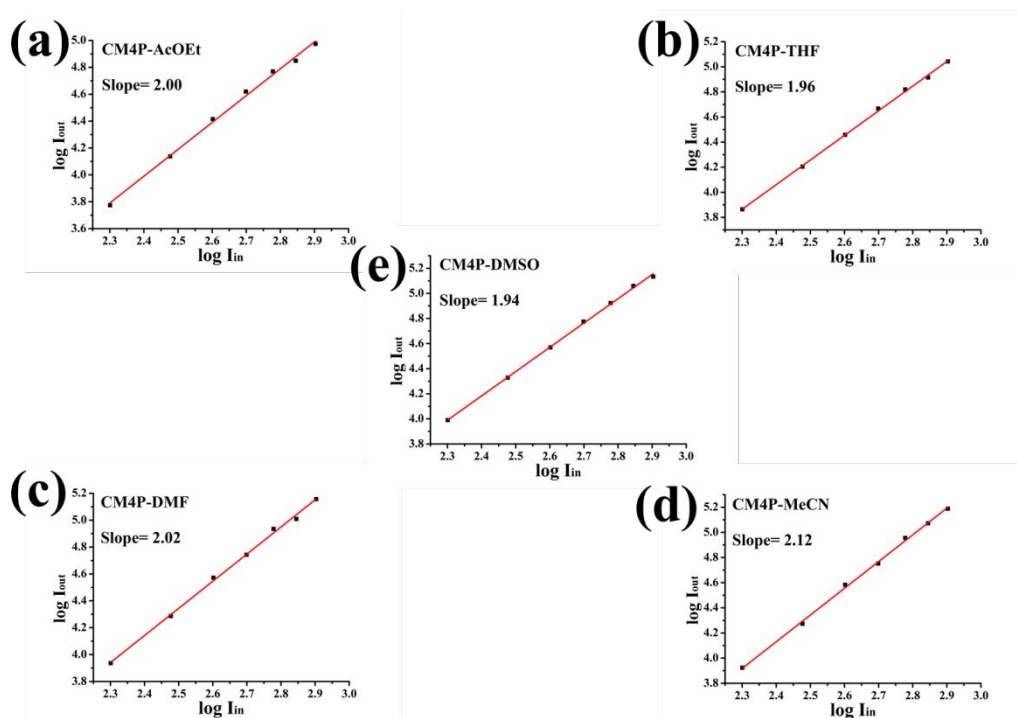 (a)
CM4P-AcOEt
Slope= 2.00
log Iout
5.0
4.8
4.6
4.4
4.2
4.0
3.8
3.6
2.3 2.4 2.5 2.6 2.7 2.8 2.9 3.0
log Iin
(b)
CM4P-THF
Slope= 1.96
log Iout
5.2
5.0
4.8
4.6
4.4
4.2
4.0
3.8
2.3 2.4 2.5 2.6 2.7 2.8 2.9 3.0
log Iin
(e)
CM4P-DMSO
Slope= 1.94
log Iout
5.2
5.0
4.8
4.6
4.4
4.2
4.0
3.8
2.3 2.4 2.5 2.6 2.7 2.8 2.9 3.0
log Iin
(c)
CM4P-DMF
Slope= 2.02
log Iout
5.2
5.0
4.8
4.6
4.4
4.2
4.0
3.8
2.3 2.4 2.5 2.6 2.7 2.8 2.9 3.0
log Iin
(d)
CM4P-MeCN
Slope= 2.12
log Iout
5.2
5.0
4.8
4.6
4.4
4.2
4.0
3.8
2.3 2.4 2.5 2.6 2.7 2.8 2.9 3.0
log Iin